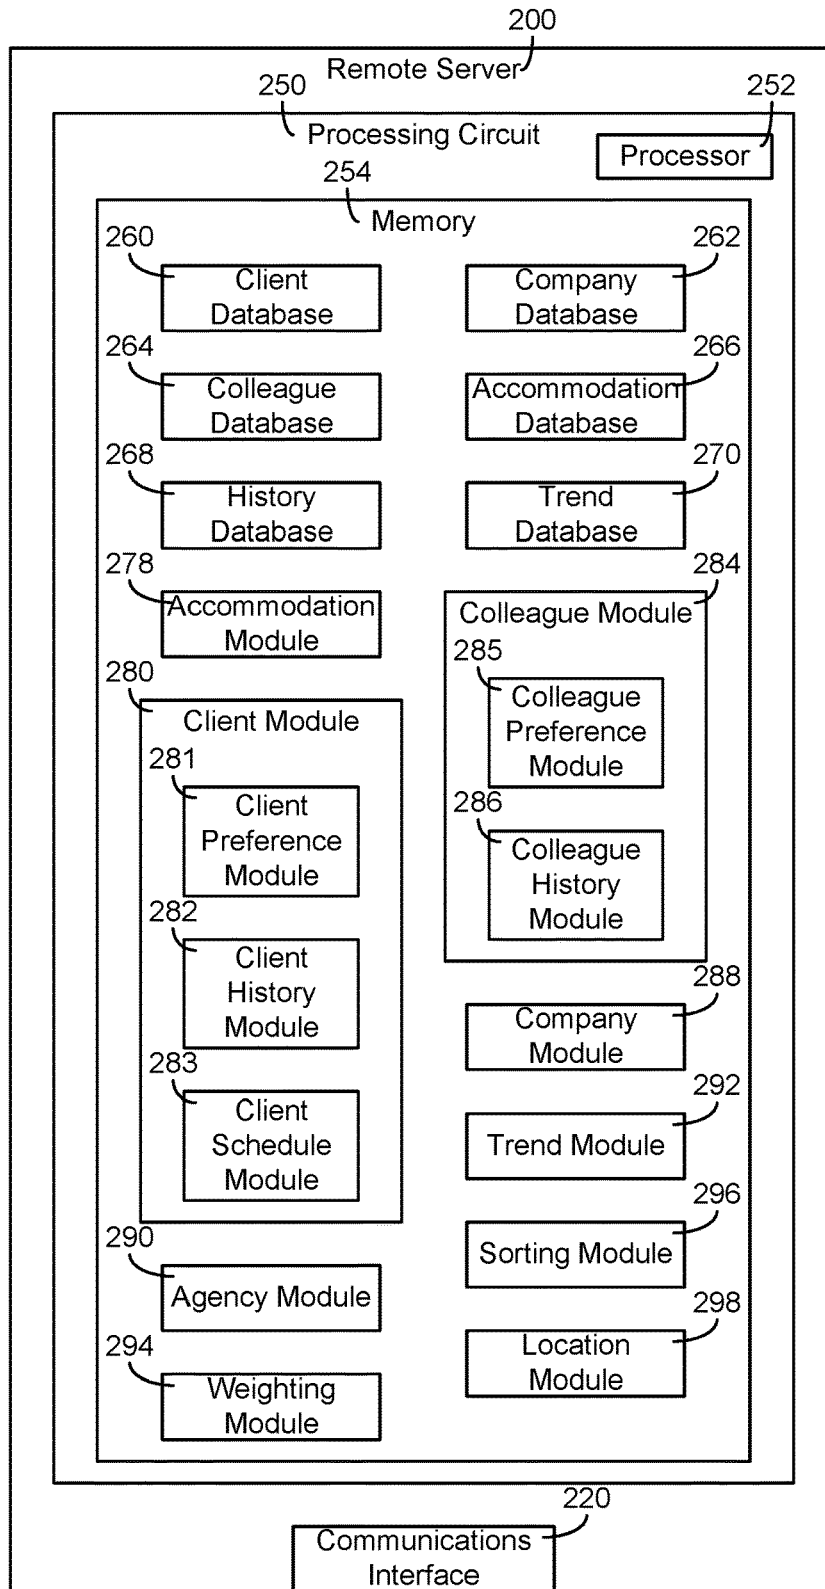 200
Remote Server
250
252
Processing Circuit
Processor
254
Memory
260
262
Client
Database
Company
Database
264
266
Colleague
Database
Accommodation
Database
268
270
History
Database
Trend
Database
278
284
Accommodation
Module
Colleague Module
285
Colleague
Preference
Module
286
Colleague
History
Module
280
Client Module
281
Client
Preference
Module
282
Client
History
Module
283
Client
Schedule
Module
288
Company
Module
292
Trend Module
296
Sorting Module
290
Agency Module
298
Location
Module
294
Weighting
Module
220
Communications
Interface